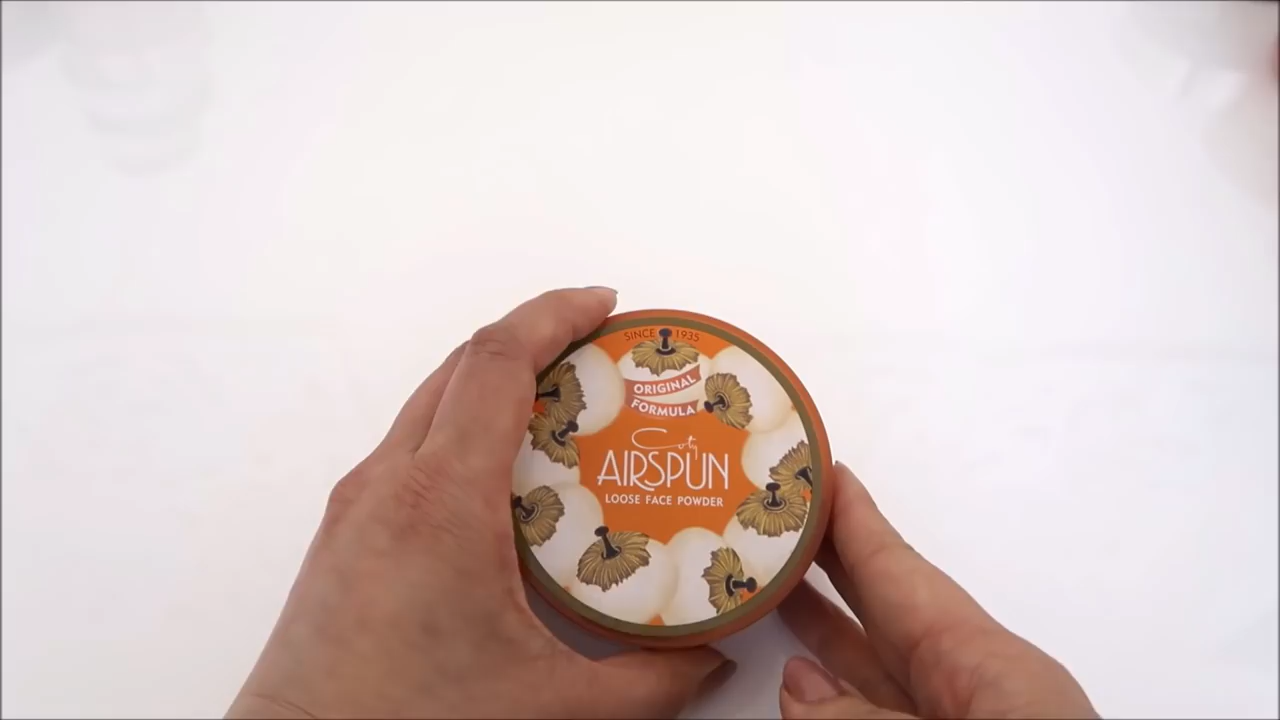 SINCE 1935
ORIGINAL
FORMULA
Coty
AIRSPUN
LOOSE FACE POWDER